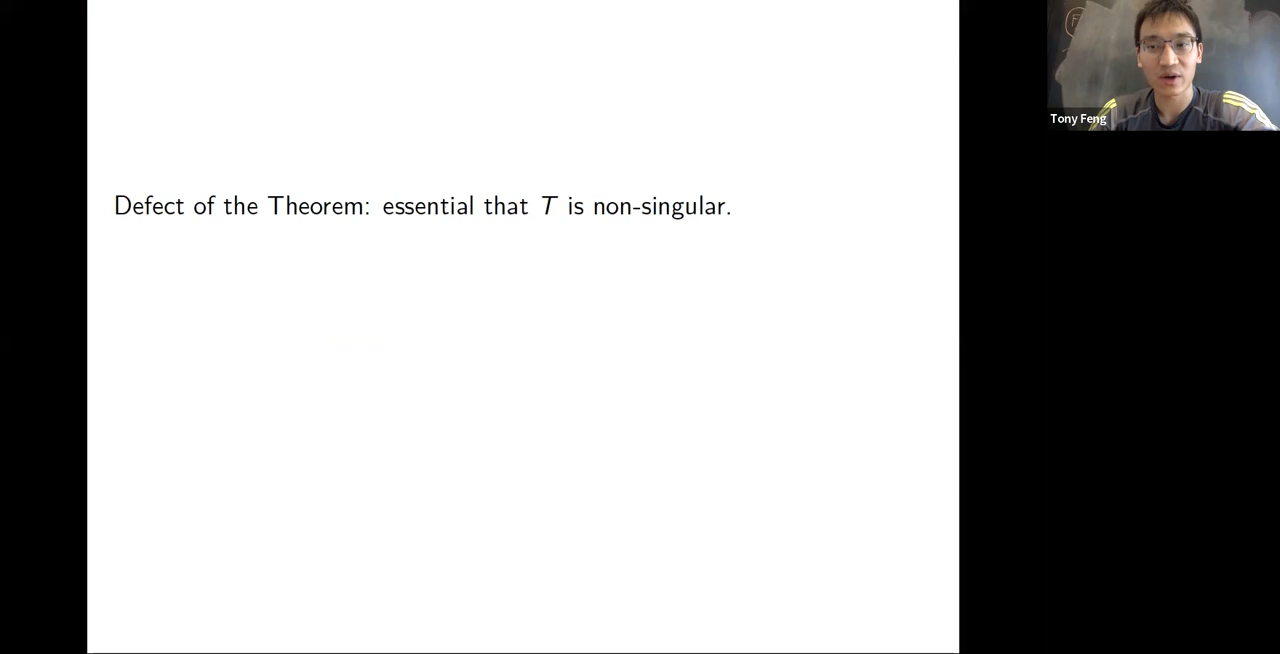 Defect of the Theorem: essential that T is non-singular.
Tony Feng